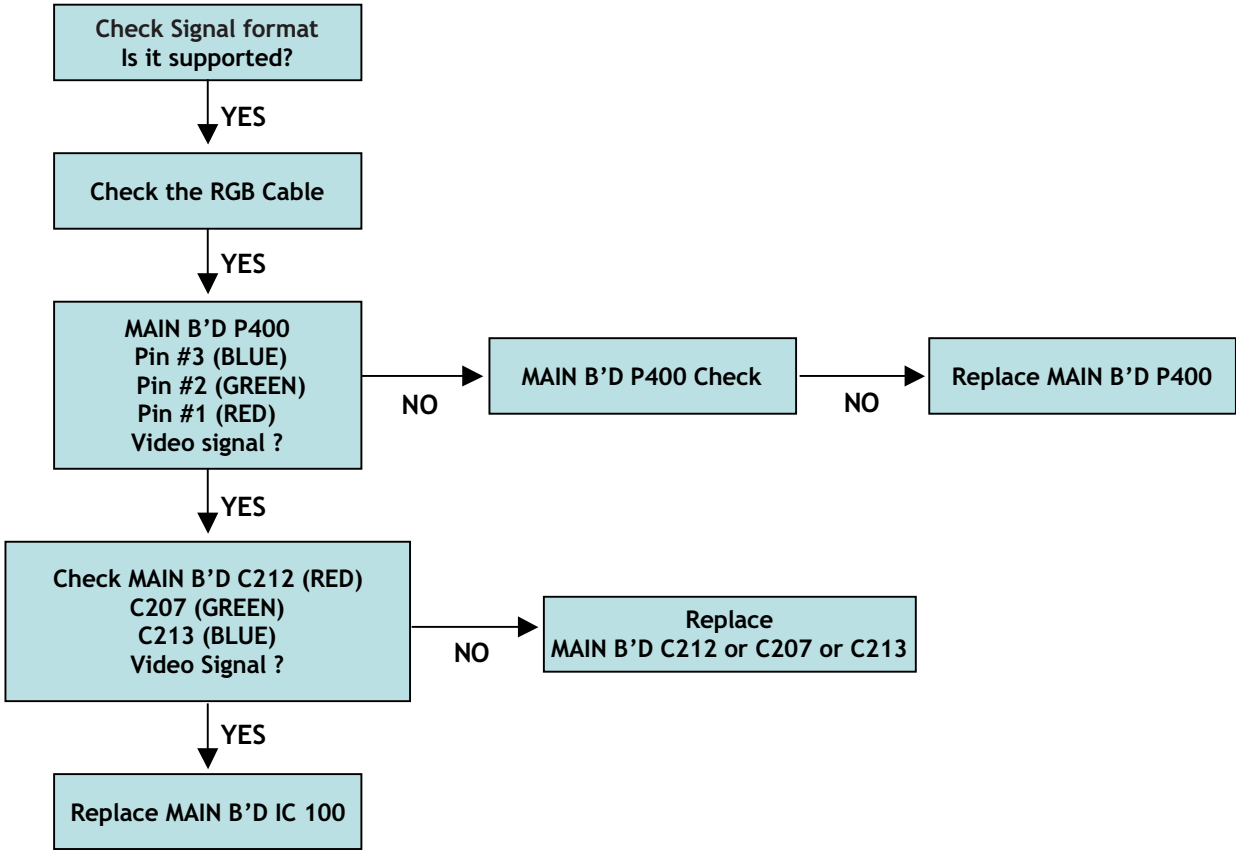 Check Signal format
Is it supported?
YES
Check the RGB Cable
YES
MAIN B’D P400
Pin #3 (BLUE)
Pin #2 (GREEN)
Pin #1 (RED)
Video signal ?
NO
MAIN B’D P400 Check
NO
Replace MAIN B’D P400
YES
Check MAIN B’D C212 (RED)
C207 (GREEN)
C213 (BLUE)
Video Signal ?
NO
Replace
MAIN B’D C212 or C207 or C213
YES
Replace MAIN B’D IC 100